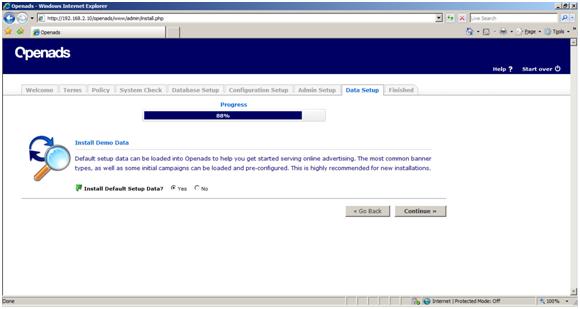 Openads - Windows Internet Explorer
http://192.168.2.10/openads/www/admin/install.php
Live Search
Openads
Page
Tools
Openads
Help ?
Start over
Welcome
Terms
Policy
System Check
Database Setup
Configuration Setup
Admin Setup
Data Setup
Finished
Progress
88%
Install Demo Data
Default setup data can be loaded into Openads to help you get started serving online advertising. The most common banner
types, as well as some initial campaigns can be loaded and pre-configured. This is highly recommended for new installations.
Install Default Setup Data? Yes No
« Go Back
Continue »
Done
Internet | Protected Mode: Off
100%